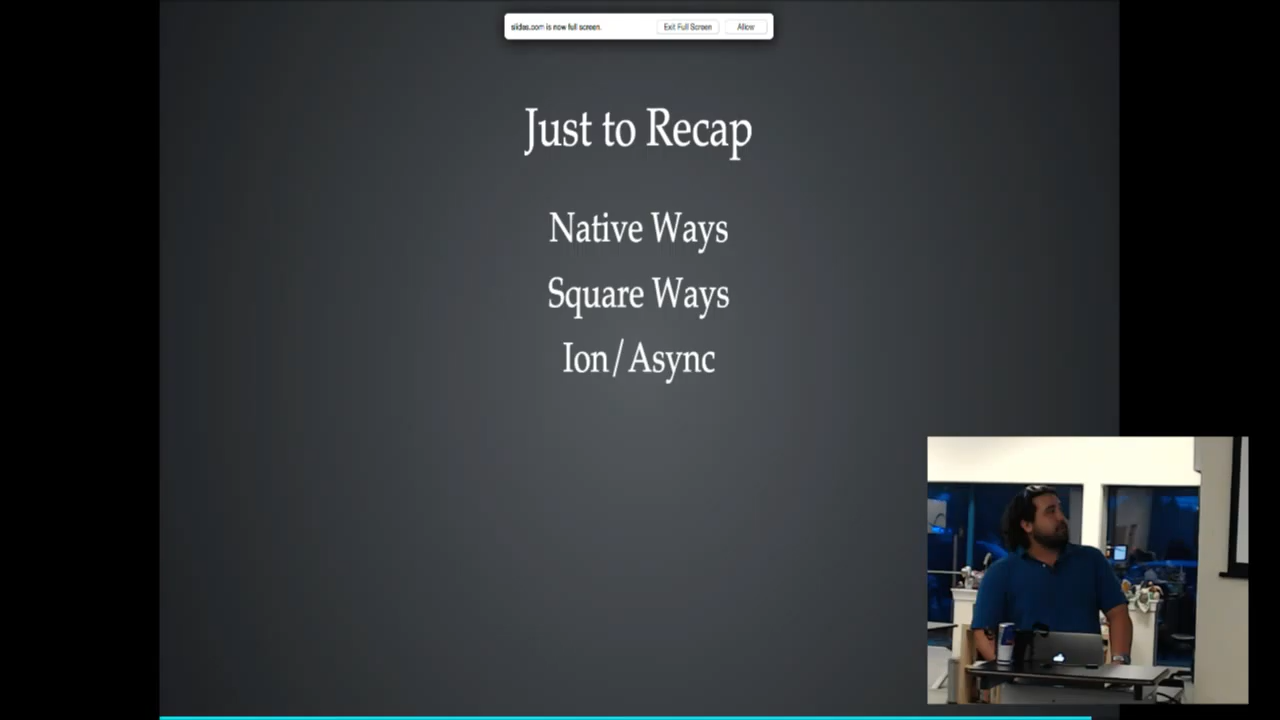 slides.com is now full screen.
Exit Full Screen
Allow
Just to Recap
Native Ways
Square Ways
Ion/Async